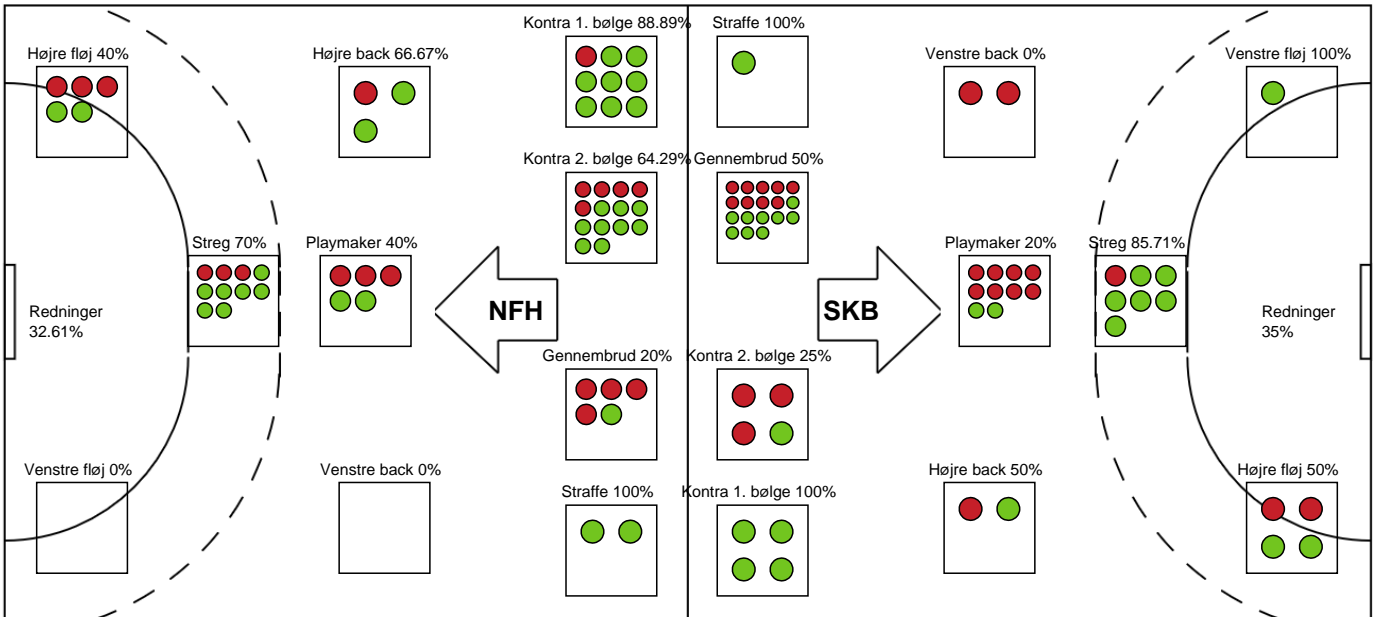 Kontra 1. bølge 88.89%
Straffe 100%
Højre fløj 40%
Højre back 66.67%
Venstre back 0%
Venstre fløj 100%
Kontra 2. bølge 64.29%
Gennembrud 50%
Streg 70%
Playmaker 40%
Playmaker 20%
Streg 85.71%
Redninger
32.61%
NFH
SKB
Redninger
35%
Gennembrud 20%
Kontra 2. bølge 25%
Venstre fløj 0%
Venstre back 0%
Højre back 50%
Højre fløj 50%
Straffe 100%
Kontra 1. bølge 100%